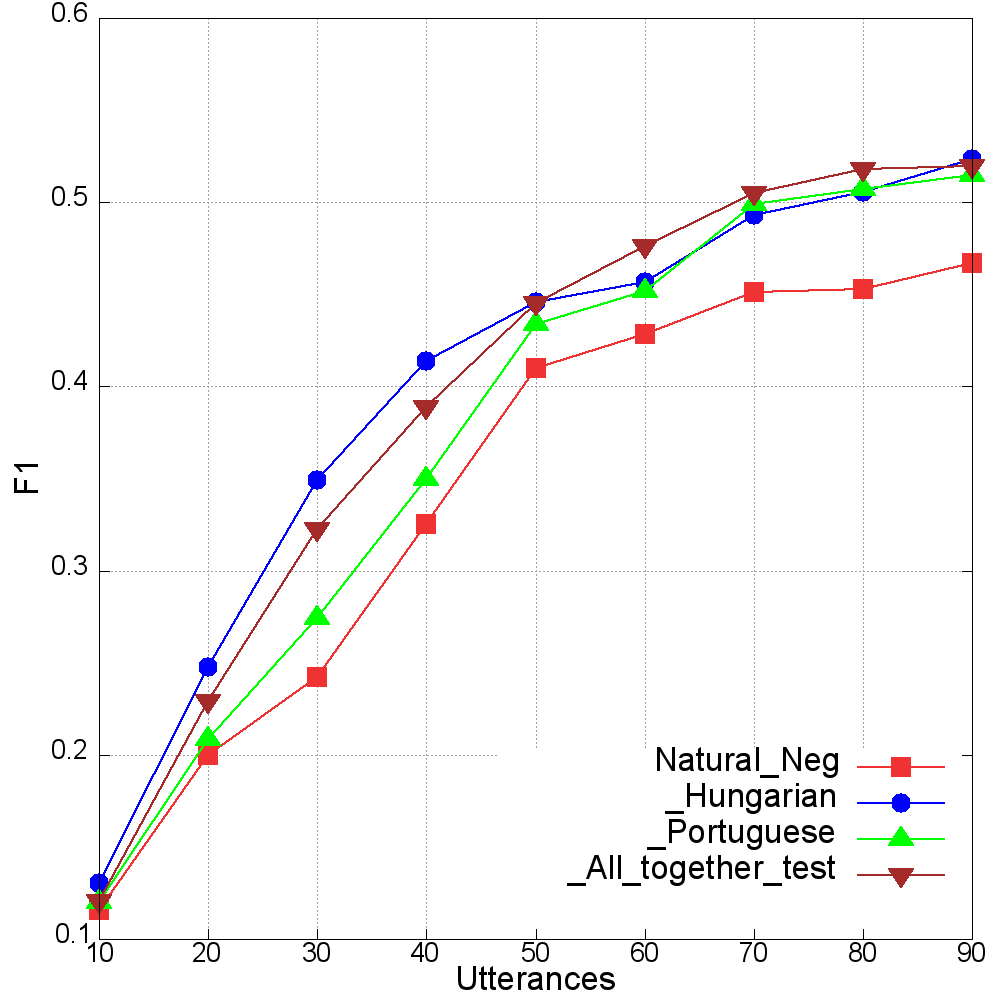 0.6
0.5
0.4
0.3
0.2
0.1
F1
Natural_Neg
_Hungarian
_Portuguese
_All_together_test
10 20 30 40 50 60 70 80 90
Utterances